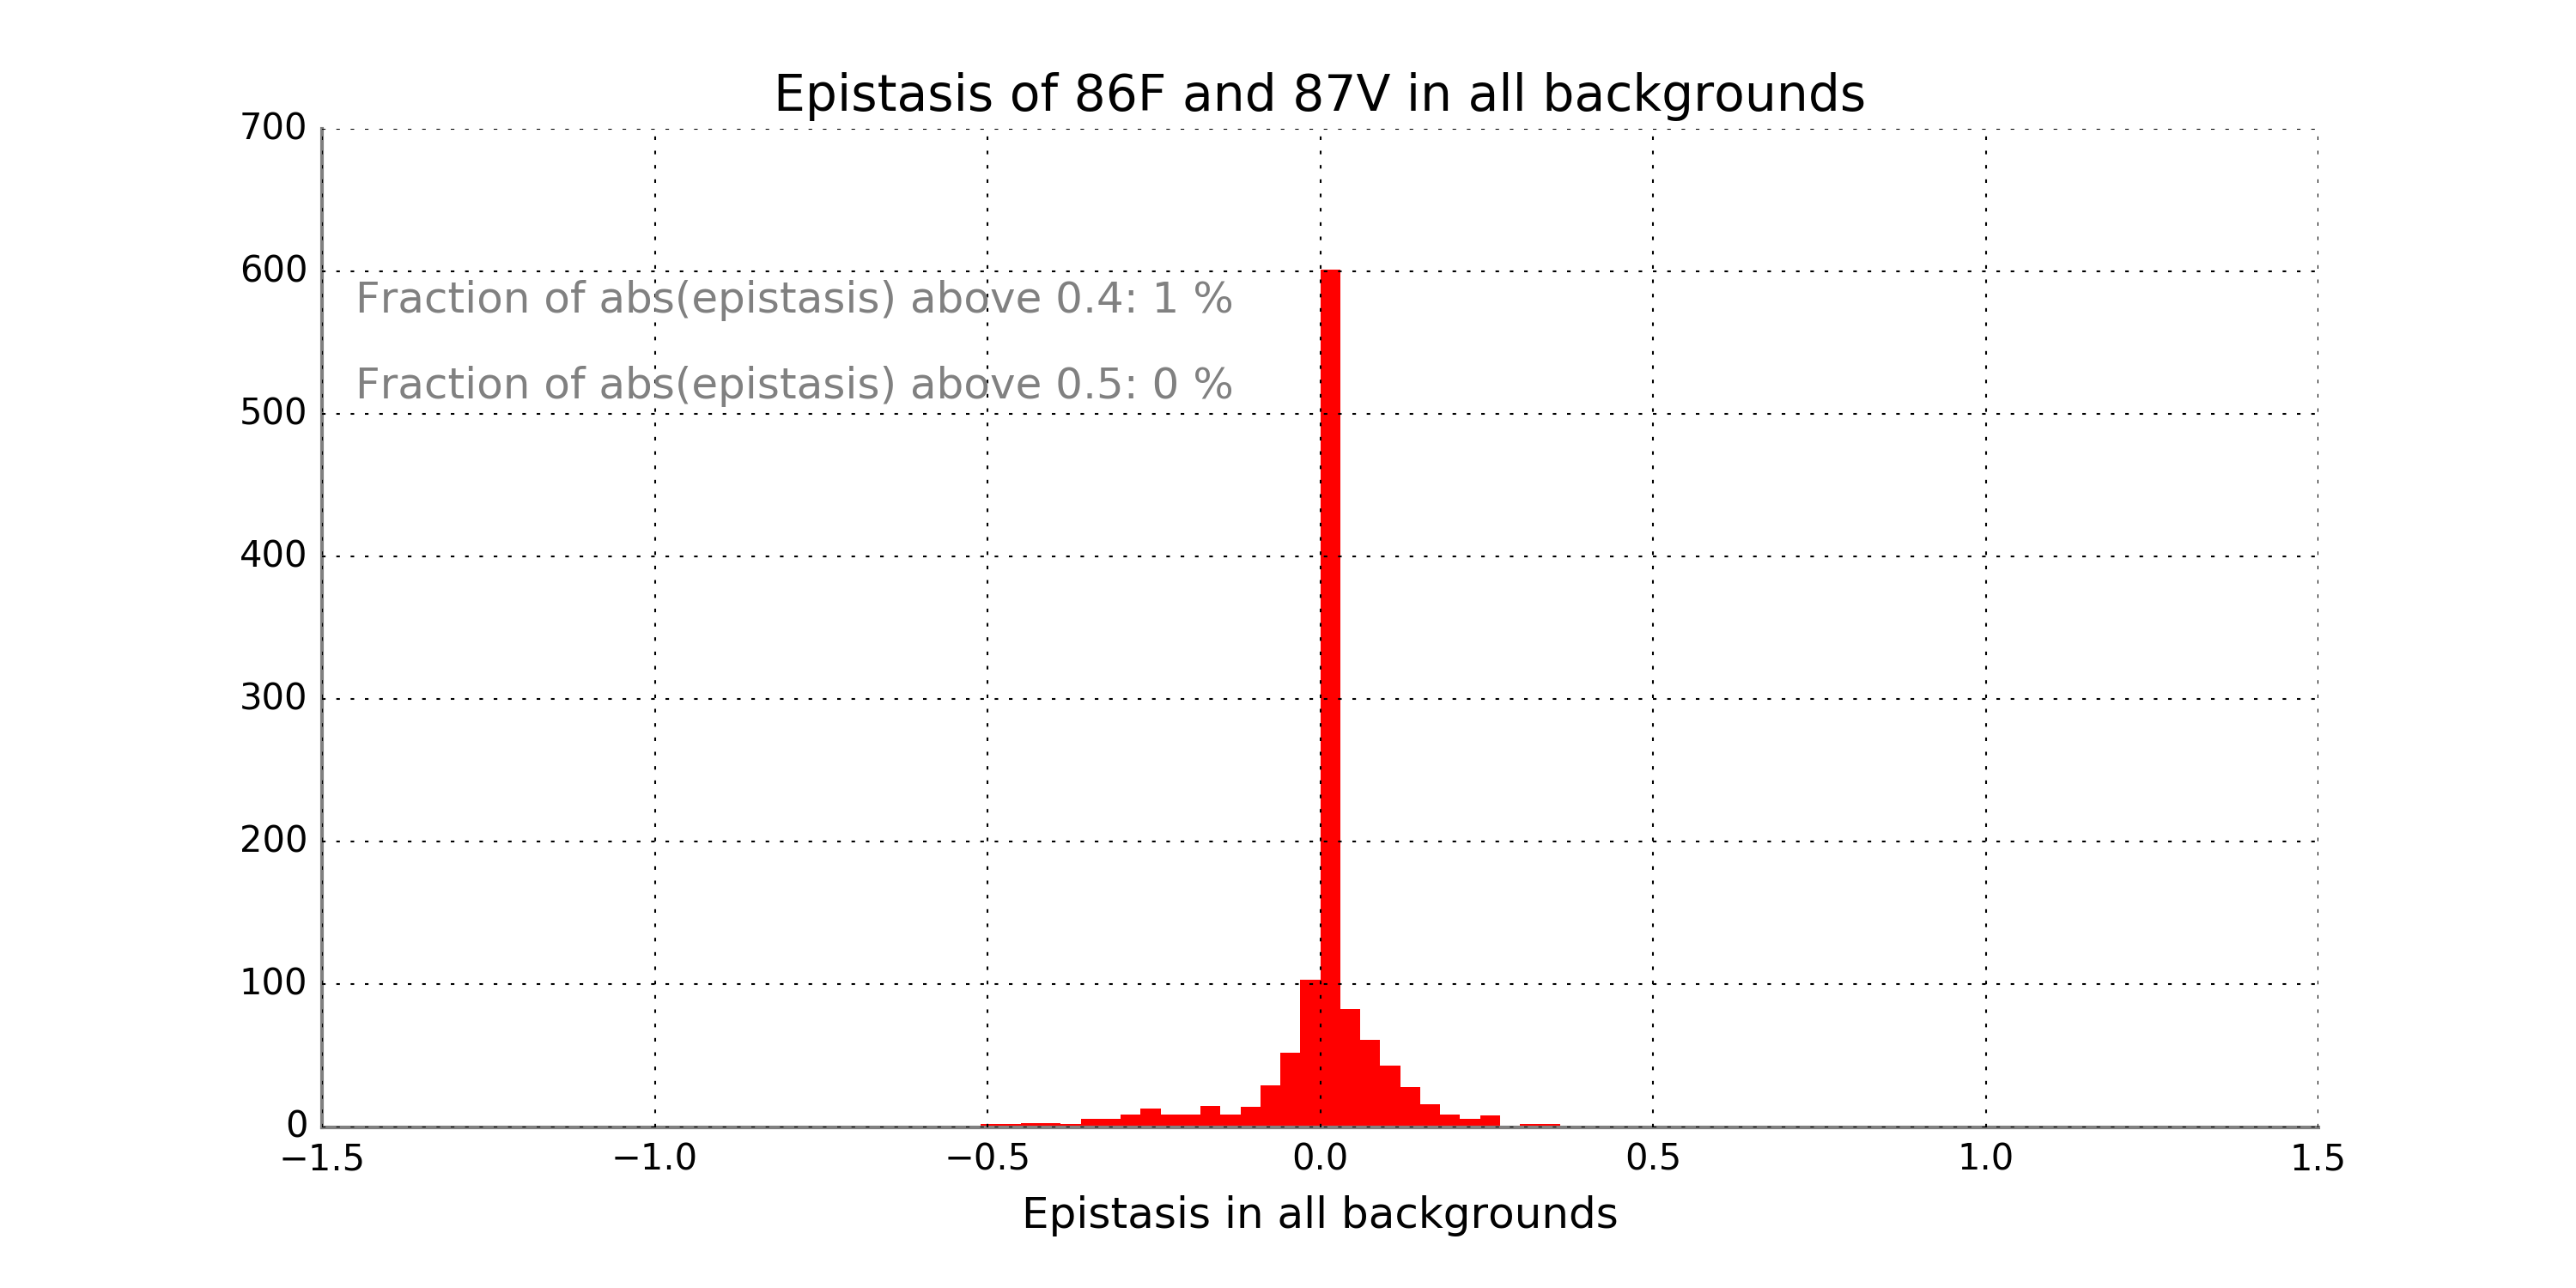 Epistasis of 86F and 87V in all backgrounds
700
600
Fraction of abs(epistasis) above 0.4: 1 %
Fraction of abs(epistasis) above 0.5: 0 %
500
400
300
200
100
0
−1.5 −1.0 −0.5 0.0 0.5 1.0 1.5
Epistasis in all backgrounds